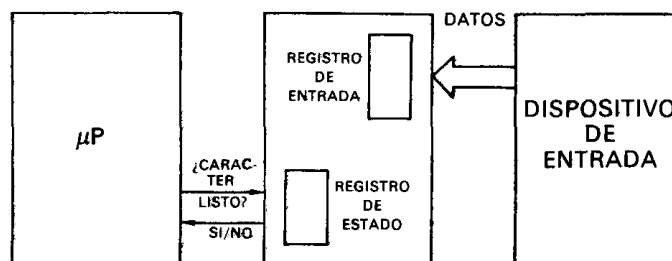 DATOS
REGISTRO
DE
ENTRADA
μP
DISPOSITIVO
DE
ENTRADA
¿CARAC-
TER
LISTO?
SI/NO
REGISTRO
DE
ESTADO